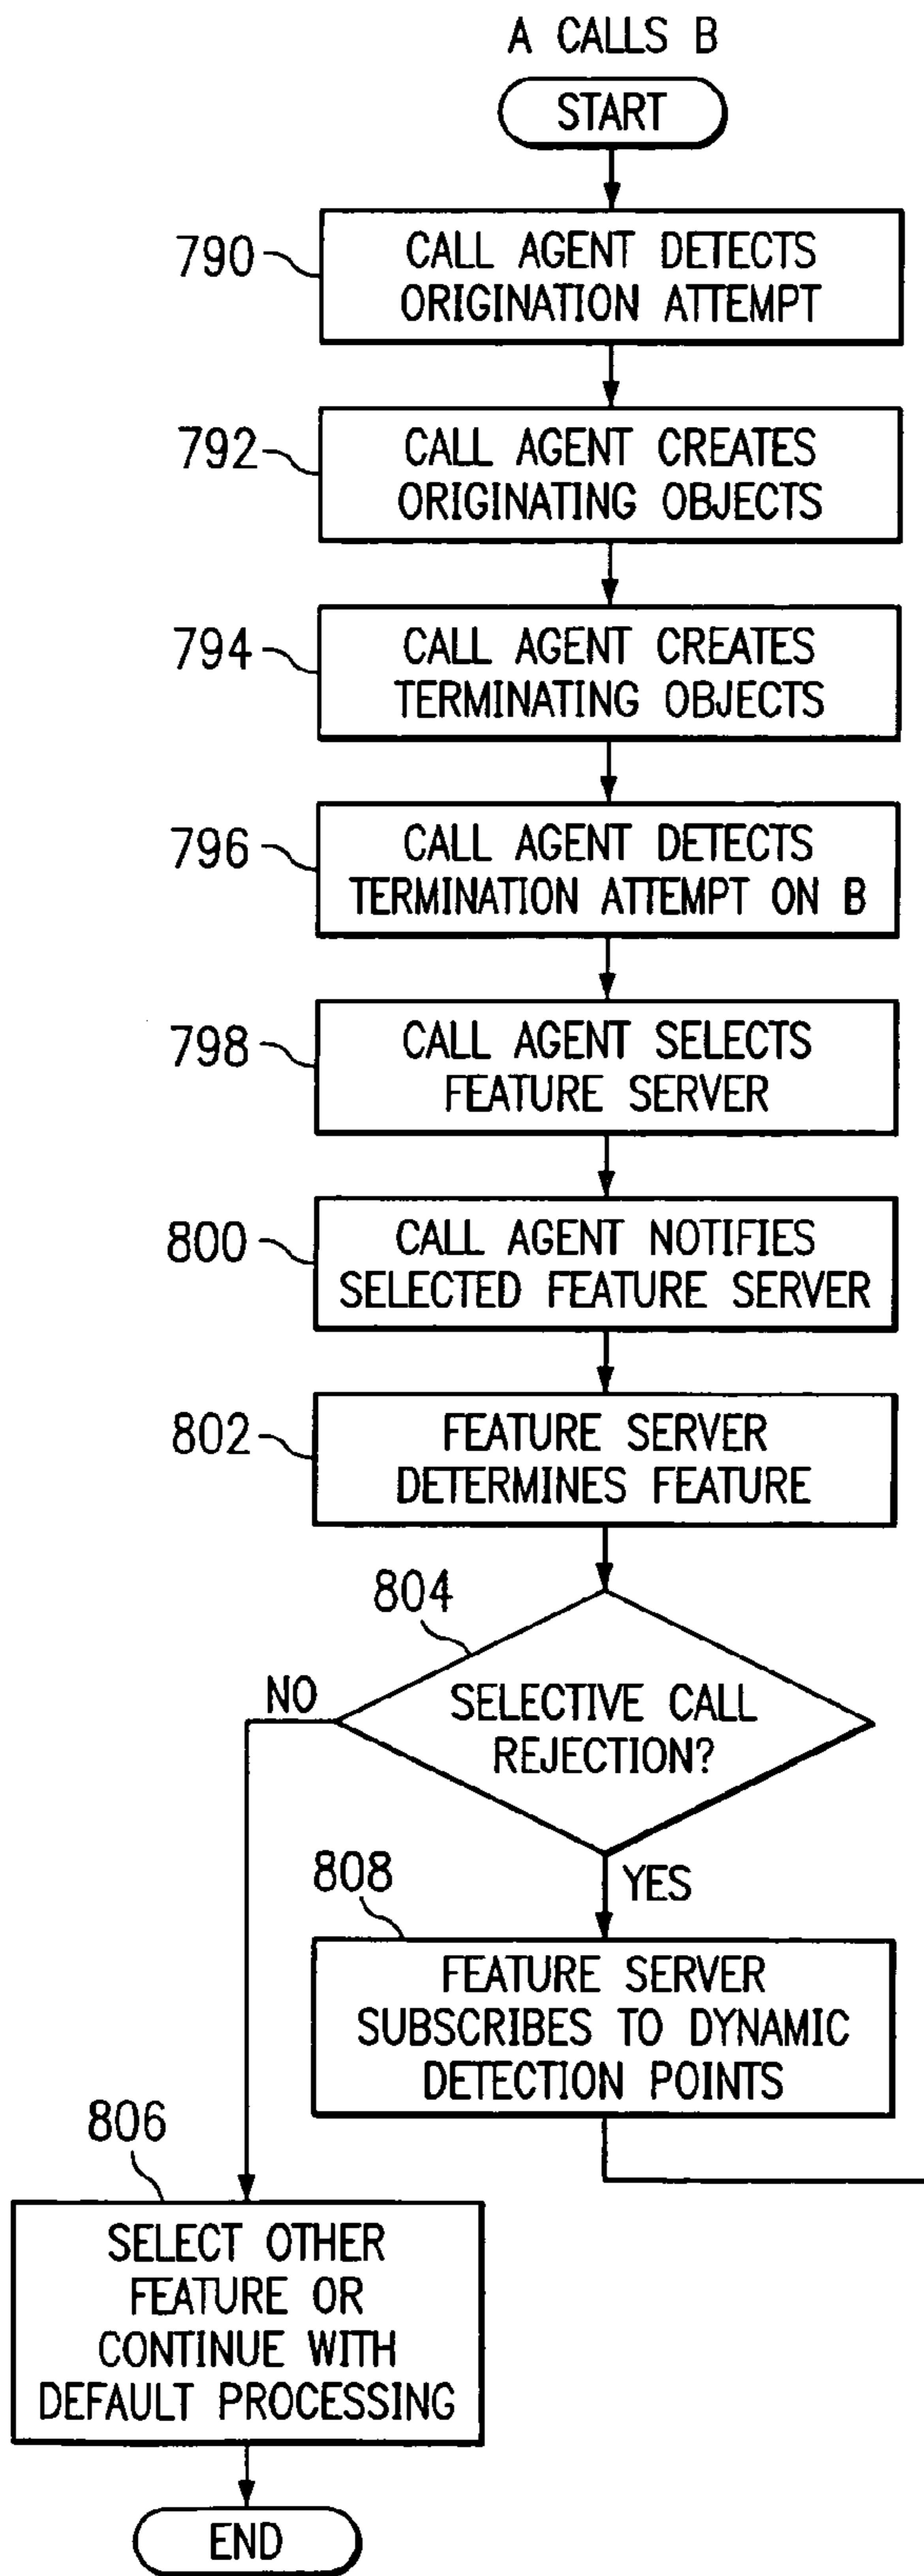 A CALLS B
START
790
CALL AGENT DETECTS
ORIGINATION ATTEMPT
792
CALL AGENT CREATES
ORIGINATING OBJECTS
794
CALL AGENT CREATES
TERMINATING OBJECTS
796
CALL AGENT DETECTS
TERMINATION ATTEMPT ON B
798
CALL AGENT SELECTS
FEATURE SERVER
800
CALL AGENT NOTIFIES
SELECTED FEATURE SERVER
802
FEATURE SERVER
DETERMINES FEATURE
804
NO
SELECTIVE CALL
REJECTION?
808
YES
FEATURE SERVER
SUBSCRIBES TO DYNAMIC
DETECTION POINTS
806
SELECT OTHER
FEATURE OR
CONTINUE WITH
DEFAULT PROCESSING
END